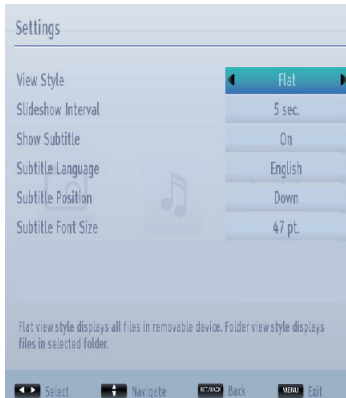 Settings
View Style Flat
Slideshow Interval 5 sec.
Show Subtitle On
Subtitle Language English
Subtitle Position Down
Subtitle Font Size 47 pt.
Flat view style displays all files in removable device. Folder view style displays
files in selected folder.
Select Navigate RET/BACK Back MENU Exit